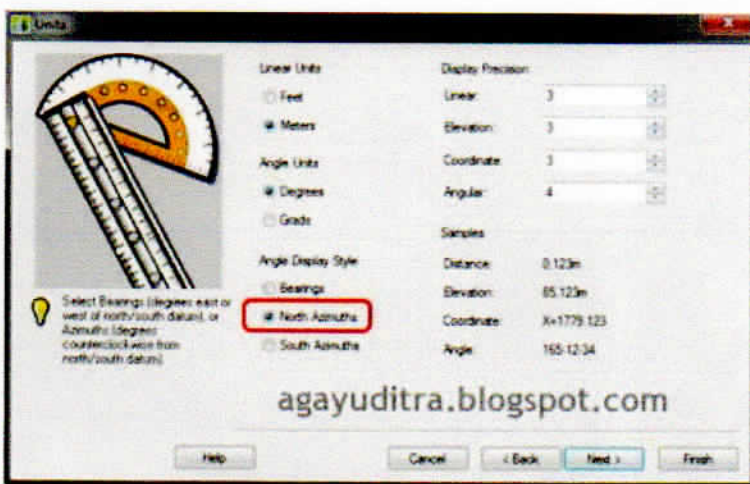 Units
Linear Units
Feet
Meters
Angle Units
Degrees
Grads
Angle Display Style
Bearings
North Azimuths
South Azimuths
Display Precision
Linear: 3
Elevation: 3
Coordinate: 3
Angular: 4
Samples
Distance: 0.123m
Elevation: 85.123m
Coordinate: X=1779.123
Angle: 165-12-34
Select Bearings (degrees east or
west of north/south datum), or
Azimuths (degrees
counterclockwise from
north/south datum)
agayuditra.blogspot.com
Help
Cancel
< Back
Next >
Finish